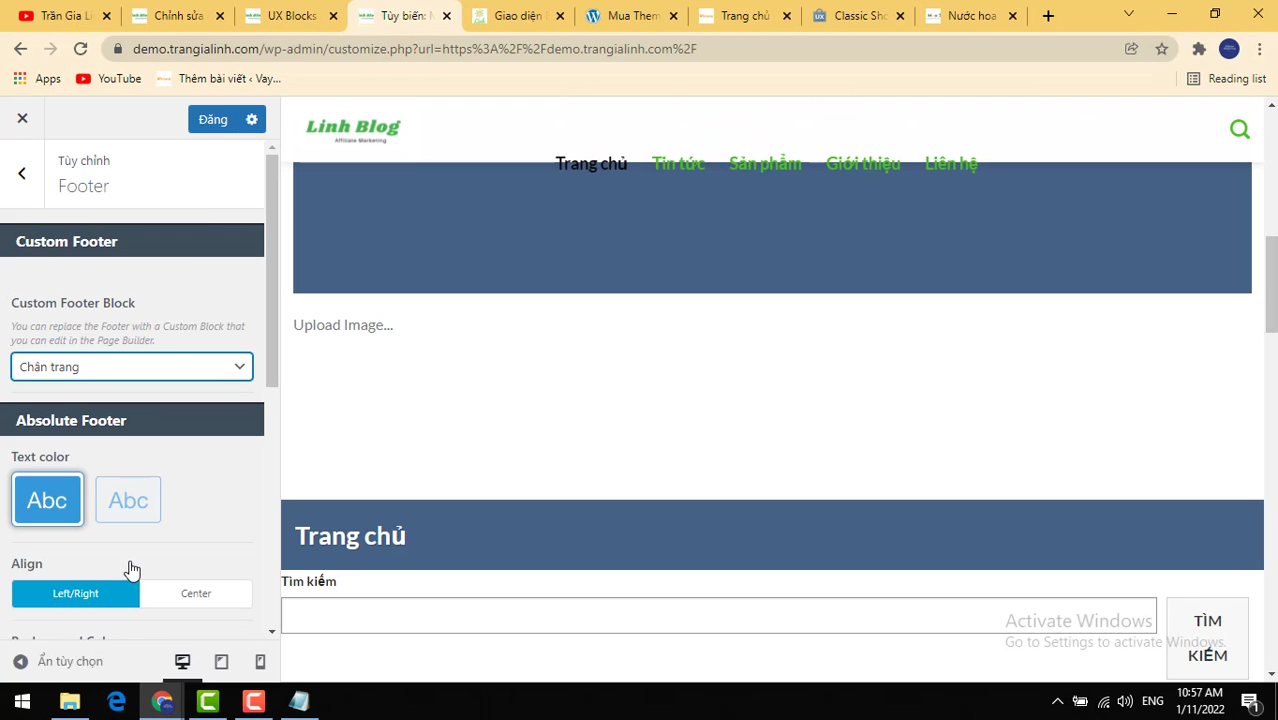 Trần Gia Li
Chỉnh sửa
UX Blocks
Tùy biến: M
Giao diện
Mua Them
Trang chủ
Classic Sho
Nước hoa
demo.trangialinh.com/wp-admin/customize.php?url=https%3A%2F%2Fdemo.trangialinh.com%2F
Apps
YouTube
Thêm bài viết ‹ Vay...
Reading list
Đăng
Tùy chỉnh
Footer
Custom Footer
Custom Footer Block
You can replace the Footer with a Custom Block that
you can edit in the Page Builder.
Chân trang
Absolute Footer
Text color
Abc
Abc
Align
Left/Right
Center
Ẩn tùy chọn
Linh Blog
Affiliate Marketing
Trang chủ
Tin tức
Sản phẩm
Giới thiệu
Liên hệ
Upload Image...
Trang chủ
Tìm kiếm
TÌM
KIẾM
Activate Windows
Go to Settings to activate Windows.
ENG
10:57 AM
1/11/2022
1